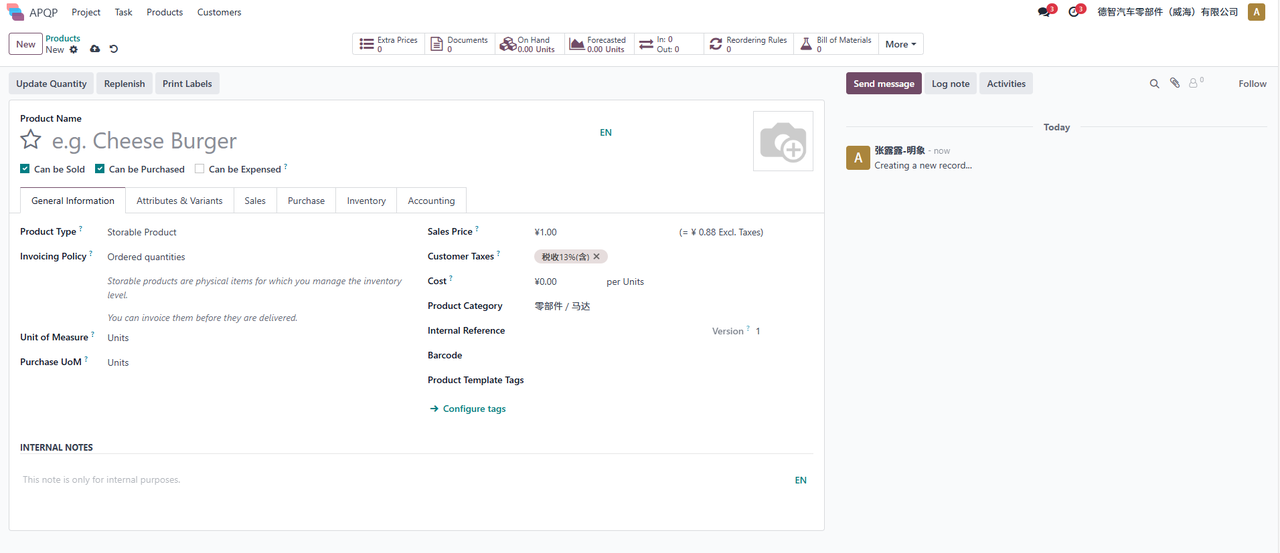 APQP Project Task Products Customers 3 3 德智汽车零部件（威海）有限公司 A
New Products Extra Prices Documents On Hand Forecasted In: 0 Reordering Rules Bill of Materials More
New 0 0 0.00 Units 0.00 Units Out: 0 0 0
Update Quantity Replenish Print Labels Send message Log note Activities 0 Follow
Product Name
e.g. Cheese Burger EN
Can be Sold Can be Purchased Can be Expensed ?
General Information Attributes & Variants Sales Purchase Inventory Accounting
Product Type ? Storable Product
Invoicing Policy ? Ordered quantities
Storable products are physical items for which you manage the inventory
level.
You can invoice them before they are delivered.
Unit of Measure ? Units
Purchase UoM ? Units
Sales Price ? ¥1.00 (= ¥ 0.88 Excl. Taxes)
Customer Taxes ? 税收13%(含) ✕
Cost ? ¥0.00 per Units
Product Category 零部件 / 马达
Internal Reference Version ? 1
Barcode
Product Template Tags
→ Configure tags
INTERNAL NOTES
This note is only for internal purposes. EN
Today
A 张露露-明象 - now
Creating a new record...